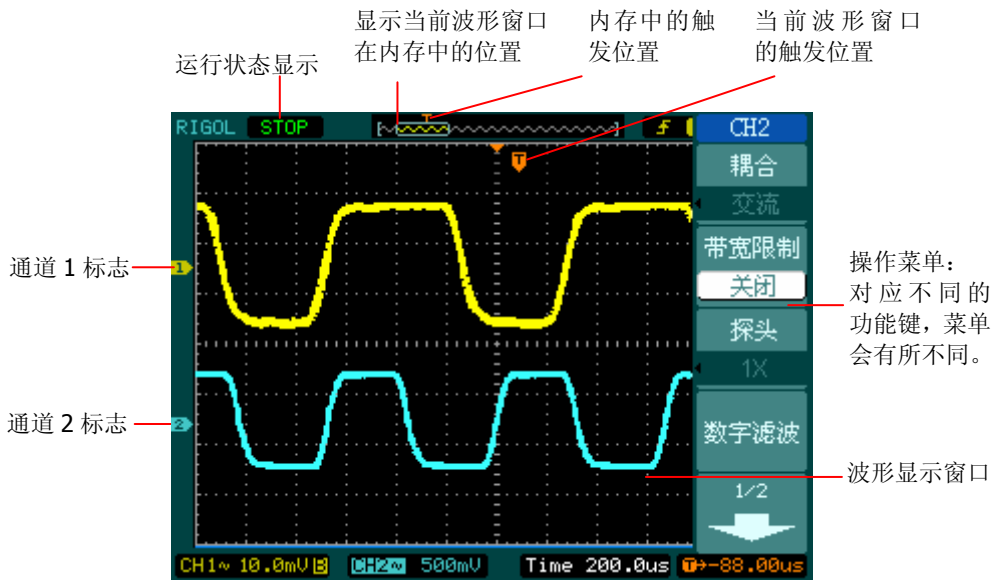 显示当前波形窗口
在内存中的位置
内存中的触
发位置
当前波形窗口
的触发位置
运行状态显示
RIGOL STOP
T
CH2
T
耦合
交流
带宽限制
关闭
探头
1X
数字滤波
1/2
通道 1 标志
1
通道 2 标志
2
操作菜单：
对应不同的
功能键，菜单
会有所不同。
波形显示窗口
CH1~ 10.0mV B CH2~ 500mV Time 200.0us T→-88.00us